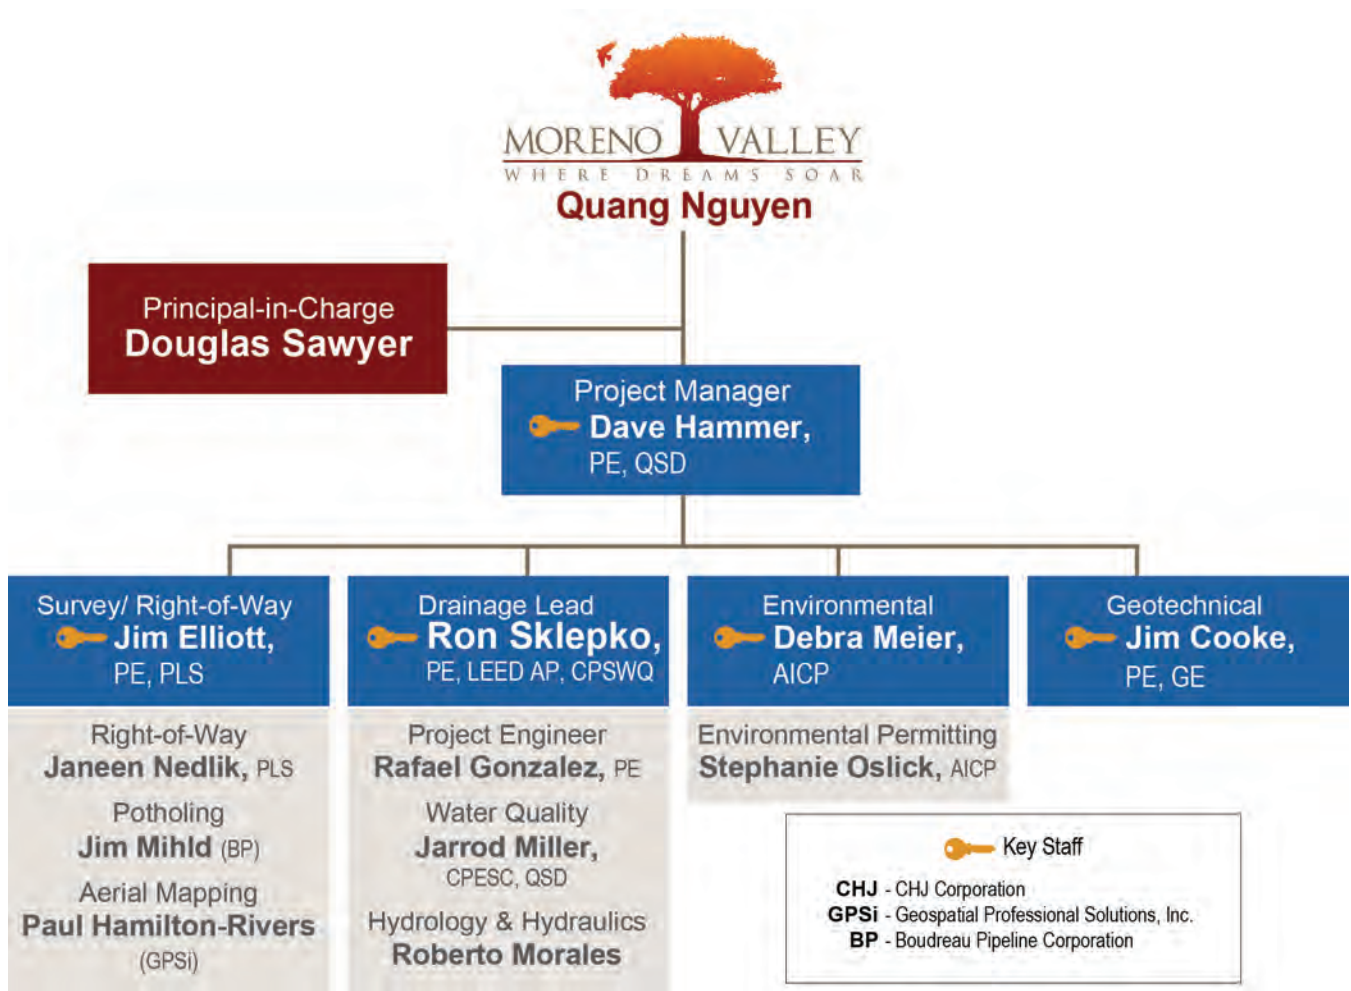 MORENO VALLEY
WHERE DREAMS SOAR
Quang Nguyen
Principal-in-Charge
Douglas Sawyer
Project Manager
Dave Hammer,
PE, QSD
Survey/ Right-of-Way
Jim Elliott,
PE, PLS
Right-of-Way
Janeen Nedlik, PLS
Potholing
Jim Mihld (BP)
Aerial Mapping
Paul Hamilton-Rivers
(GPSi)
Drainage Lead
Ron Sklepko,
PE, LEED AP, CPSWQ
Project Engineer
Rafael Gonzalez, PE
Water Quality
Jarrod Miller,
CPESC, QSD
Hydrology & Hydraulics
Roberto Morales
Environmental
Debra Meier,
AICP
Environmental Permitting
Stephanie Oslick, AICP
Geotechnical
Jim Cooke,
PE, GE
Key Staff
CHJ - CHJ Corporation
GPSi - Geospatial Professional Solutions, Inc.
BP - Boudreau Pipeline Corporation